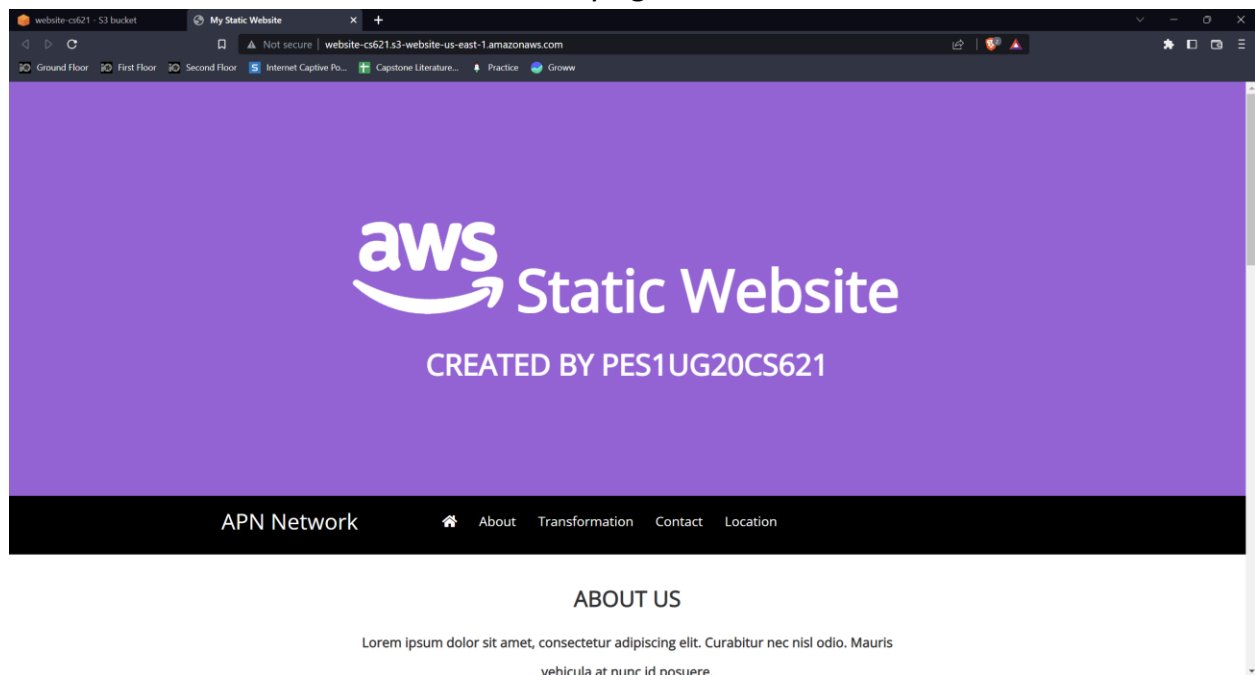 website-cs621 - S3 bucket
My Static Website
Not secure
website-cs621.s3-website-us-east-1.amazonaws.com
Ground Floor
First Floor
Second Floor
Internet Captive Po...
Capstone Literature...
Practice
Groww
aws
Static Website
CREATED BY PES1UG20CS621
APN Network
About
Transformation
Contact
Location
ABOUT US
Lorem ipsum dolor sit amet, consectetur adipiscing elit. Curabitur nec nisl odio. Mauris
vehicula at nunc id posuere.